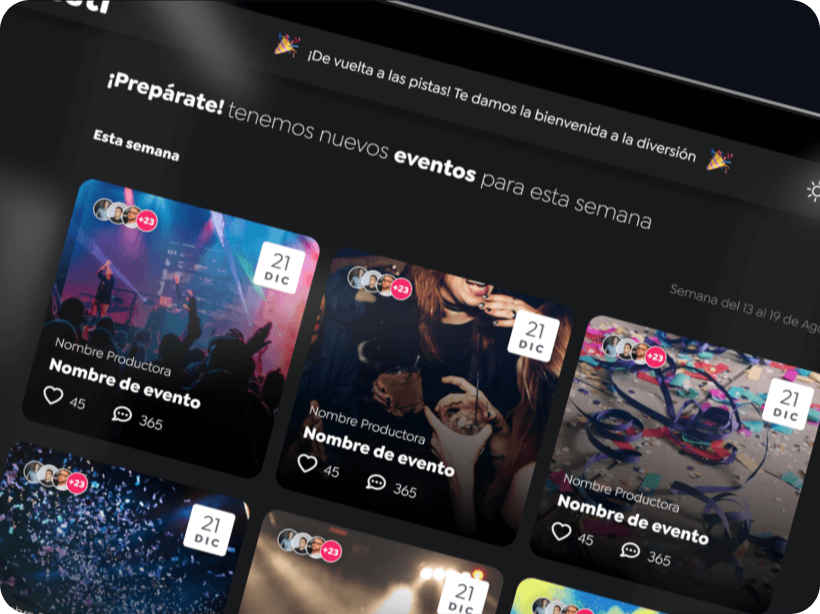 ¡De vuelta a las pistas! Te damos la bienvenida a la diversión
¡Prepárate! tenemos nuevos eventos para esta semana
Esta semana
Semana del 13 al 19 de
+23
21
DIC
Nombre Productora
Nombre de evento
45
365
+23
21
DIC
Nombre Productora
Nombre de evento
45
365
+23
21
DIC
Nombre Productora
Nombre de evento
45
365
+23
21
DIC
+23
21
DIC